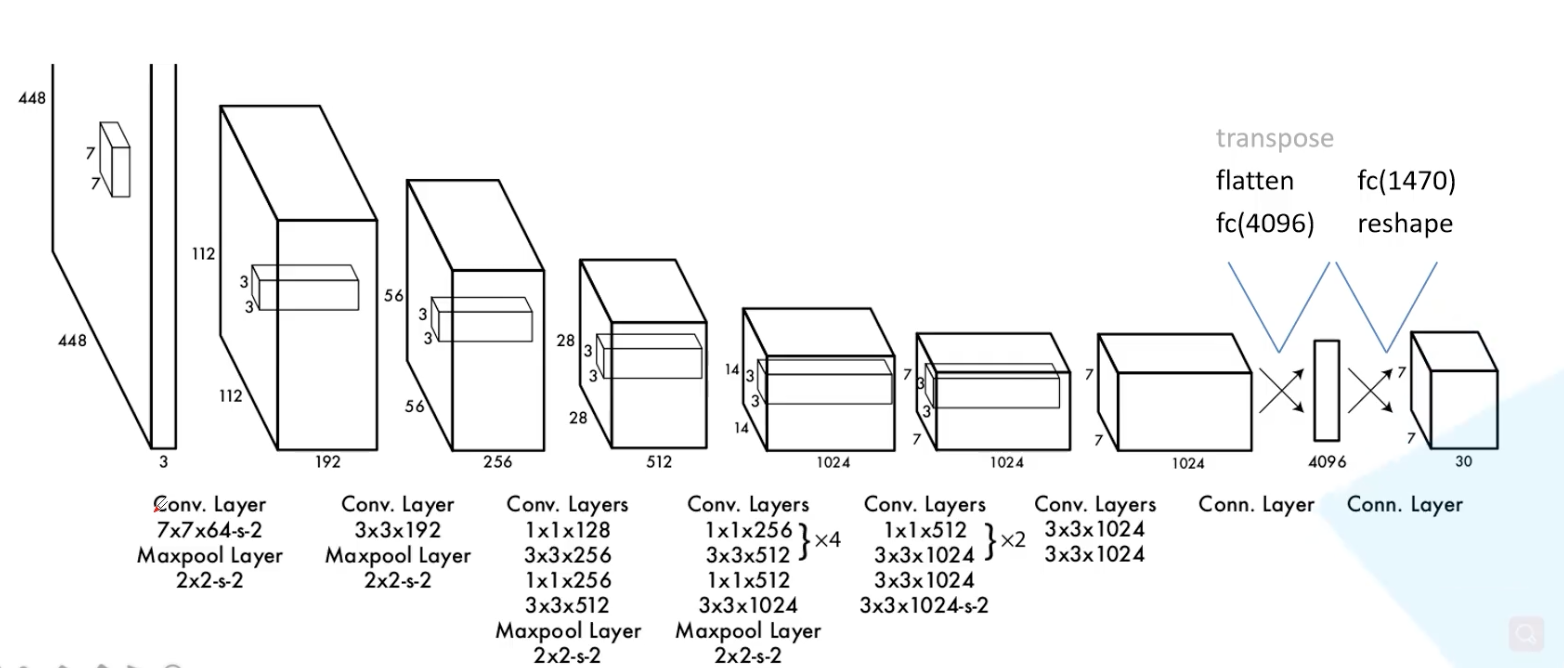 448
7
7
448
3
112
3
3
112
192
56
3
3
56
256
28
3
3
28
512
14
3
3
14
1024
7
3
3
7
1024
7
7
1024
transpose
flatten
fc(4096)
fc(1470)
reshape
4096
7
7
30
Conv. Layer
7x7x64-s-2
Maxpool Layer
2x2-s-2
Conv. Layer
3x3x192
Maxpool Layer
2x2-s-2
Conv. Layers
1x1x128
3x3x256
1x1x256
3x3x512
Maxpool Layer
2x2-s-2
Conv. Layers
1x1x256
3x3x512
}×4
1x1x512
3x3x1024
Maxpool Layer
2x2-s-2
Conv. Layers
1x1x512
3x3x1024
}×2
3x3x1024
3x3x1024-s-2
Conv. Layers
3x3x1024
3x3x1024
Conn. Layer
Conn. Layer